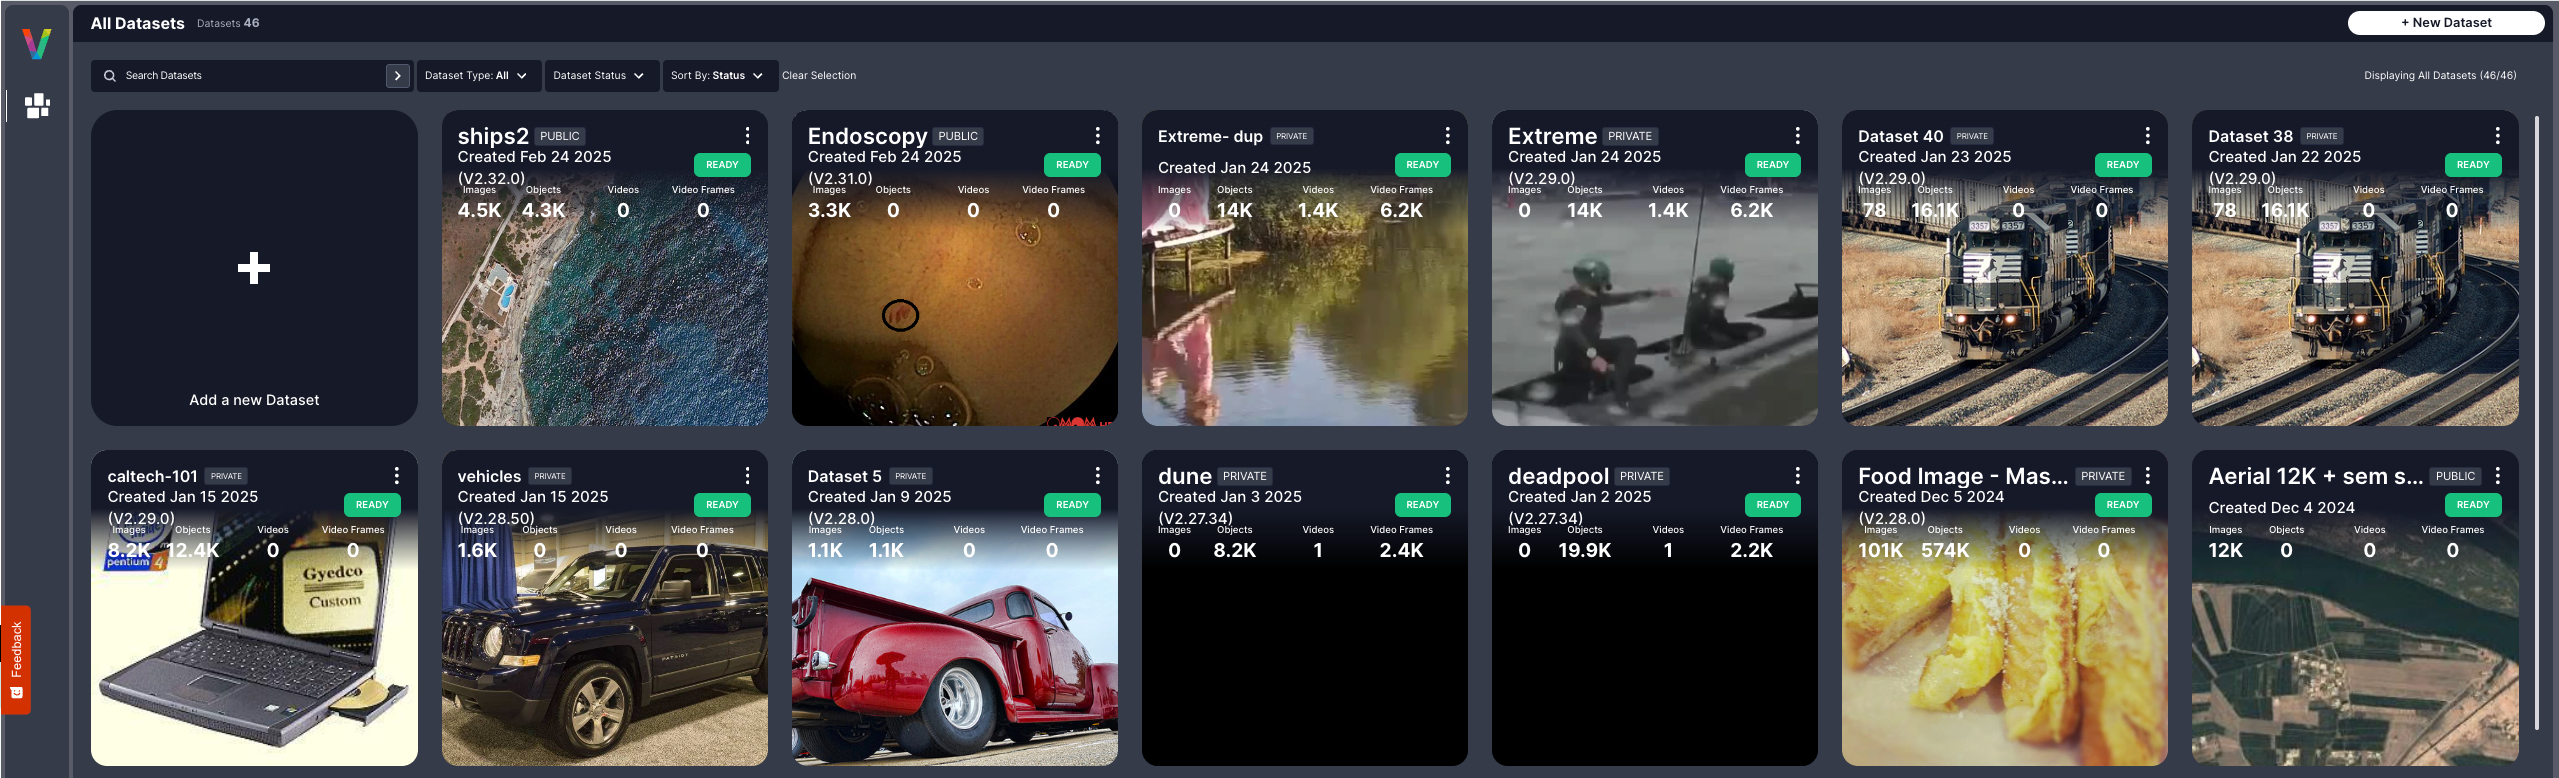 All Datasets
Datasets 46
+ New Dataset
Search Datasets
Dataset Type: All
Dataset Status
Sort By: Status
Clear Selection
Displaying All Datasets (46/46)
Add a new Dataset
ships2 PUBLIC
Created Feb 24 2025
(V2.32.0)
READY
Images Objects Videos Video Frames
4.5K 4.3K 0 0
Endoscopy PUBLIC
Created Feb 24 2025
(V2.31.0)
READY
Images Objects Videos Video Frames
3.3K 0 0 0
Extreme- dup PRIVATE
Created Jan 24 2025
READY
Images Objects Videos Video Frames
0 14K 1.4K 6.2K
Extreme PRIVATE
Created Jan 24 2025
(V2.29.0)
READY
Images Objects Videos Video Frames
0 14K 1.4K 6.2K
Dataset 40 PRIVATE
Created Jan 23 2025
(V2.29.0)
READY
Images Objects Videos Video Frames
78 16.1K 0 0
3357 3357
Dataset 38 PRIVATE
Created Jan 22 2025
(V2.29.0)
READY
Images Objects Videos Video Frames
78 16.1K 0 0
3357 3357
caltech-101 PRIVATE
Created Jan 15 2025
(V2.29.0)
READY
Images Objects Videos Video Frames
8.2K 12.4K 0 0
pentium 4
Gyedco
Custom
vehicles PRIVATE
Created Jan 15 2025
(V2.28.50)
READY
Images Objects Videos Video Frames
1.6K 0 0 0
PATRIOT
Dataset 5 PRIVATE
Created Jan 9 2025
(V2.28.0)
READY
Images Objects Videos Video Frames
1.1K 1.1K 0 0
dune PRIVATE
Created Jan 3 2025
(V2.27.34)
READY
Images Objects Videos Video Frames
0 8.2K 1 2.4K
deadpool PRIVATE
Created Jan 2 2025
(V2.27.34)
READY
Images Objects Videos Video Frames
0 19.9K 1 2.2K
Food Image - Mas... PRIVATE
Created Dec 5 2024
(V2.28.0)
READY
Images Objects Videos Video Frames
101K 574K 0 0
Aerial 12K + sem s... PUBLIC
Created Dec 4 2024
READY
Images Objects Videos Video Frames
12K 0 0 0
Feedback